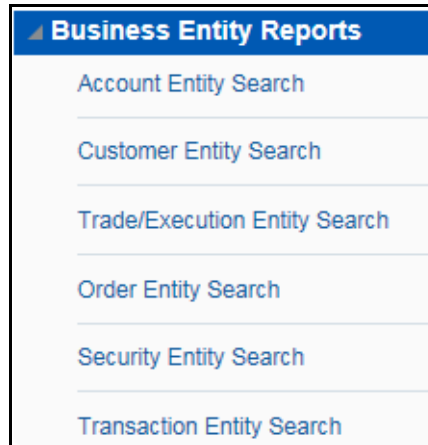 Business Entity Reports
Account Entity Search
Customer Entity Search
Trade/Execution Entity Search
Order Entity Search
Security Entity Search
Transaction Entity Search